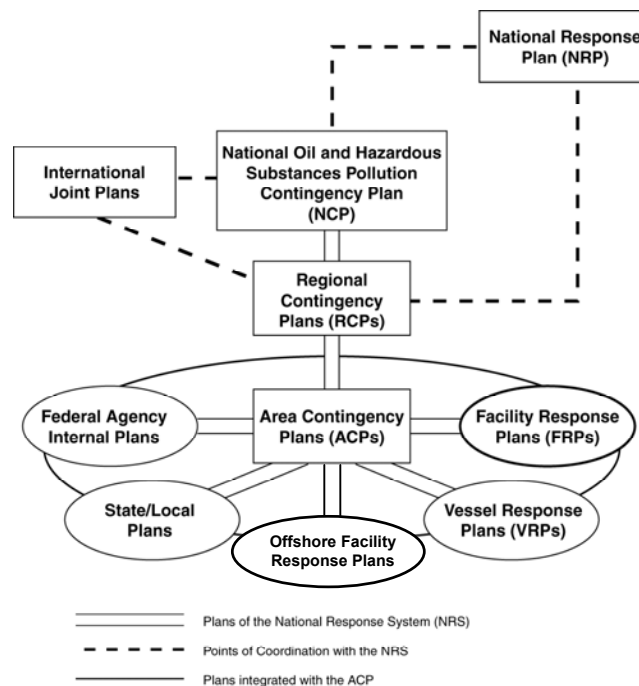 National Response
Plan (NRP)
National Oil and Hazardous
Substances Pollution
Contingency Plan
(NCP)
International
Joint Plans
Regional
Contingency
Plans (RCPs)
Federal Agency
Internal Plans
Area Contingency
Plans (ACPs)
Facility Response
Plans (FRPs)
State/Local
Plans
Vessel Response
Plans (VRPs)
Offshore Facility
Response Plans
Plans of the National Response System (NRS)
Points of Coordination with the NRS
Plans integrated with the ACP